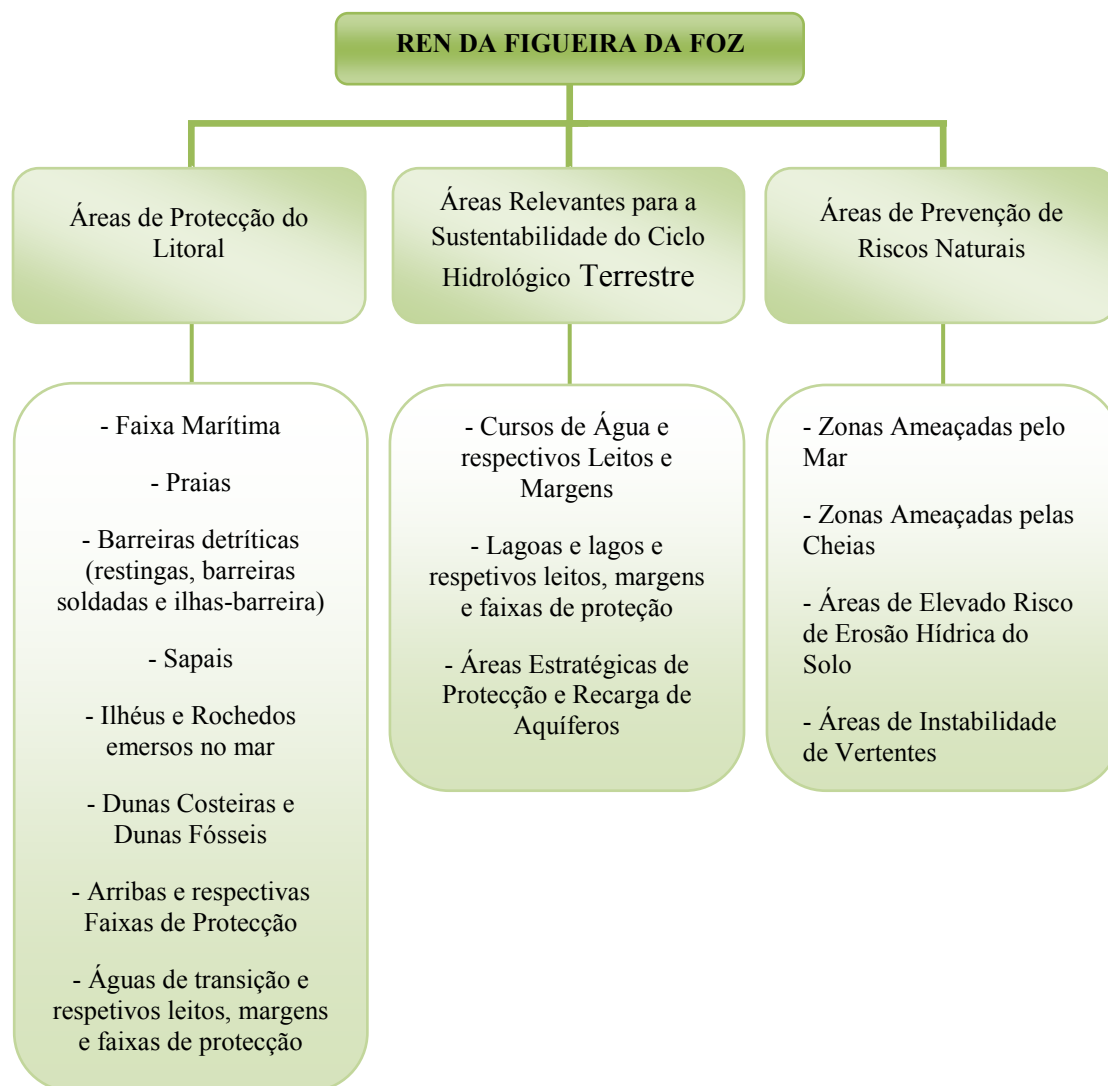 REN DA FIGUEIRA DA FOZ
Áreas de Protecção do
Litoral
Áreas Relevantes para a
Sustentabilidade do Ciclo
Hidrológico Terrestre
Áreas de Prevenção de
Riscos Naturais
- Faixa Marítima
- Praias
- Barreiras detríticas
(restingas, barreiras
soldadas e ilhas-barreira)
- Sapais
- Ilhéus e Rochedos
emersos no mar
- Dunas Costeiras e
Dunas Fósseis
- Arribas e respectivas
Faixas de Protecção
- Águas de transição e
respetivos leitos, margens
e faixas de protecção
- Cursos de Água e
respectivos Leitos e
Margens
- Lagoas e lagos e
respetivos leitos, margens
e faixas de proteção
- Áreas Estratégicas de
Protecção e Recarga de
Aquíferos
- Zonas Ameaçadas pelo
Mar
- Zonas Ameaçadas pelas
Cheias
- Áreas de Elevado Risco
de Erosão Hídrica do
Solo
- Áreas de Instabilidade
de Vertentes